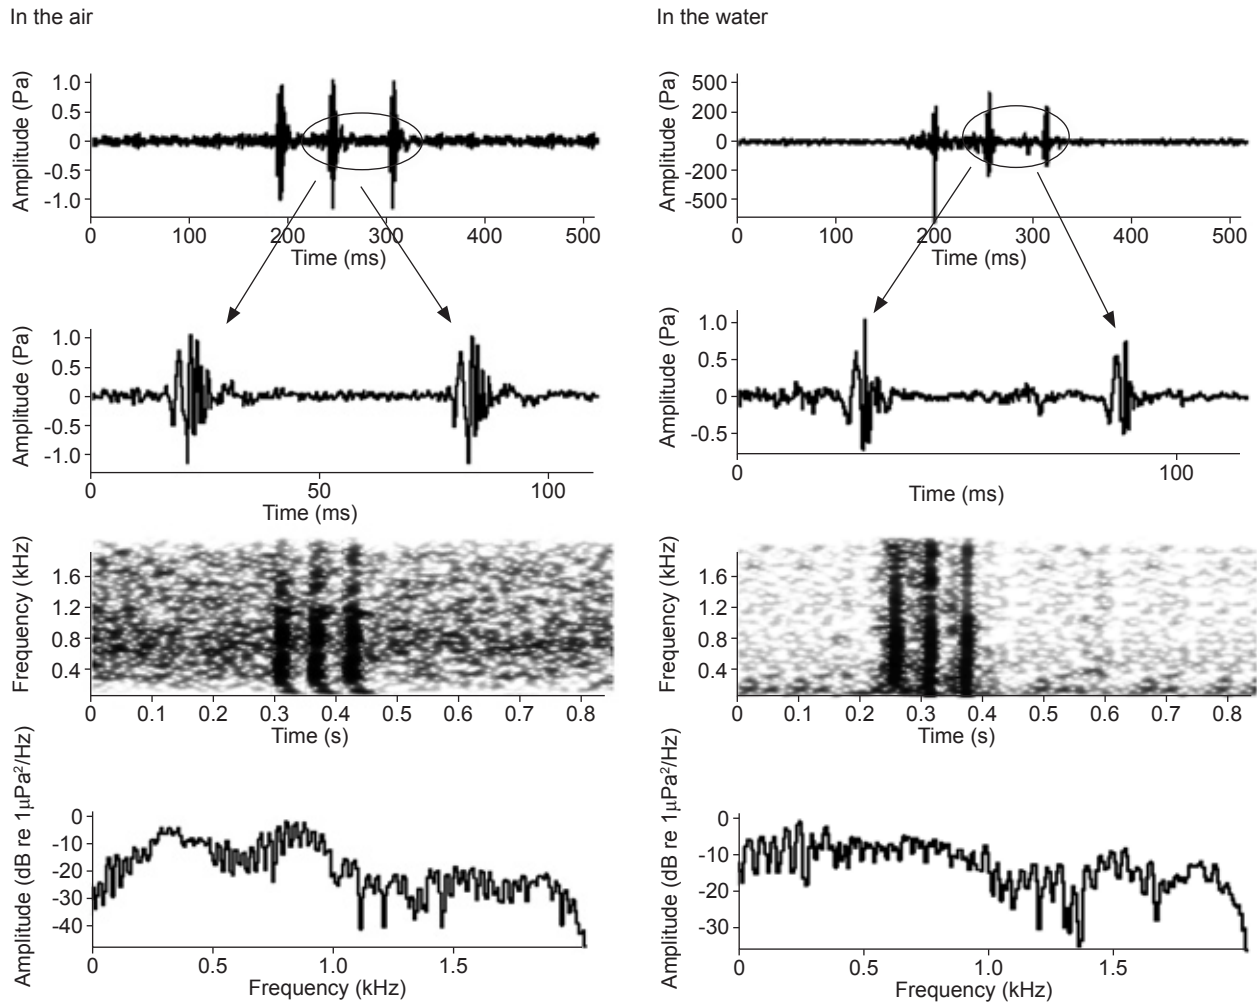 In the air
Amplitude (Pa)
1.0
0.5
0
-0.5
-1.0
0 100 200 300 400 500
Time (ms)
Amplitude (Pa)
1.0
0.5
0
-0.5
-1.0
0 50 100
Time (ms)
Frequency (kHz)
1.6
1.2
0.8
0.4
0 0.1 0.2 0.3 0.4 0.5 0.6 0.7 0.8
Time (s)
Amplitude (dB re 1μPa²/Hz)
0
-10
-20
-30
-40
0 0.5 1.0 1.5
Frequency (kHz)
In the water
Amplitude (Pa)
500
200
0
-200
-500
0 100 200 300 400 500
Time (ms)
Amplitude (Pa)
1.0
0.5
0
-0.5
0 100
Time (ms)
Frequency (kHz)
1.6
1.2
0.8
0.4
0 0.1 0.2 0.3 0.4 0.5 0.6 0.7 0.8
Time (s)
Amplitude (dB re 1μPa²/Hz)
0
-10
-20
-30
0 0.5 1.0 1.5
Frequency (kHz)